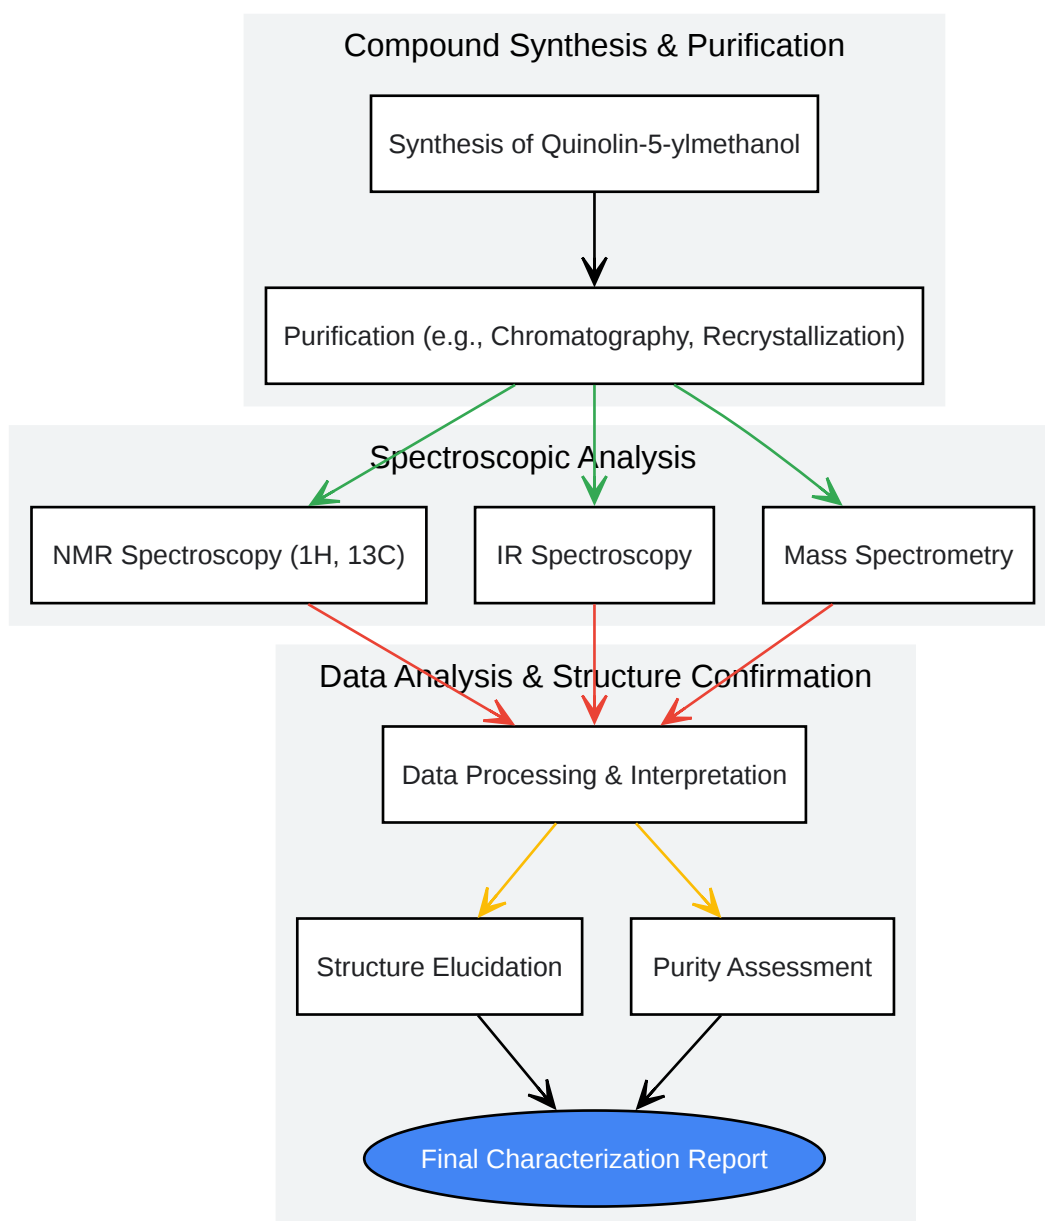 Compound Synthesis & Purification
Synthesis of Quinolin-5-ylmethanol
Purification (e.g., Chromatography, Recrystallization)
Spectroscopic Analysis
NMR Spectroscopy (1H, 13C)
IR Spectroscopy
Mass Spectrometry
Data Analysis & Structure Confirmation
Data Processing & Interpretation
Structure Elucidation
Purity Assessment
Final Characterization Report